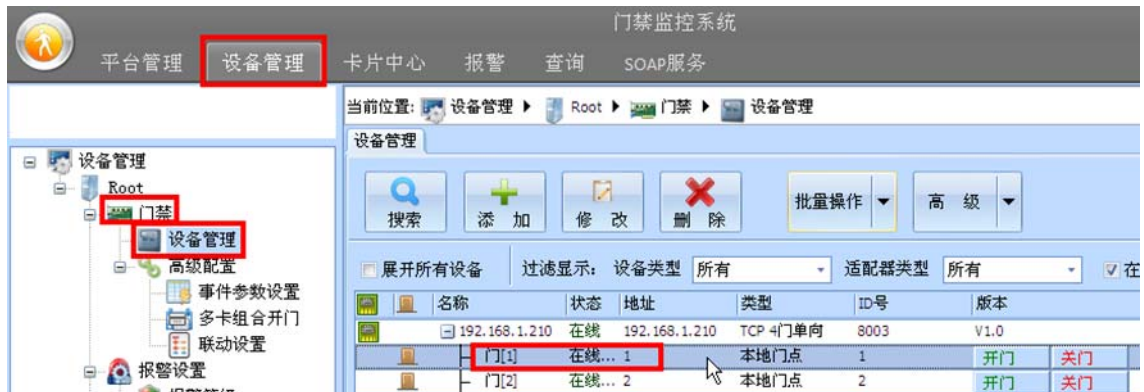 门禁监控系统
平台管理 设备管理 卡片中心 报警 查询 SOAP服务
当前位置: 设备管理 Root 门禁 设备管理
设备管理
设备管理
Root
门禁
设备管理
高级配置
事件参数设置
多卡组合开门
联动设置
报警设置
搜索 添 加 修 改 删 除 批量操作 高 级
展开所有设备 过滤显示: 设备类型 所有 适配器类型 所有 在
名称 状态 地址 类型 ID号 版本
192.168.1.210 在线 192.168.1.210 TCP 4门单向 8003 V1.0
门[1] 在线... 1 本地门点 1 开门 关门
门[2] 在线... 2 本地门点 2 开门 关门